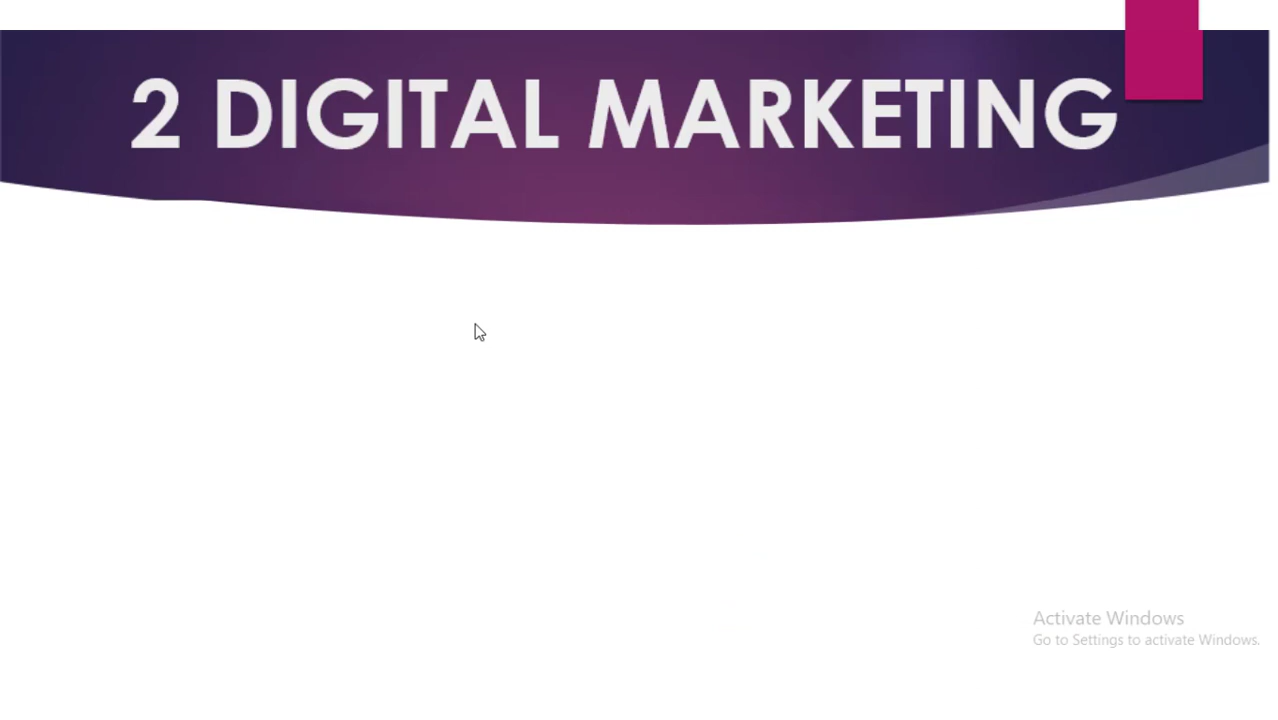 2 DIGITAL MARKETING
Activate Windows
Go to Settings to activate Windows.